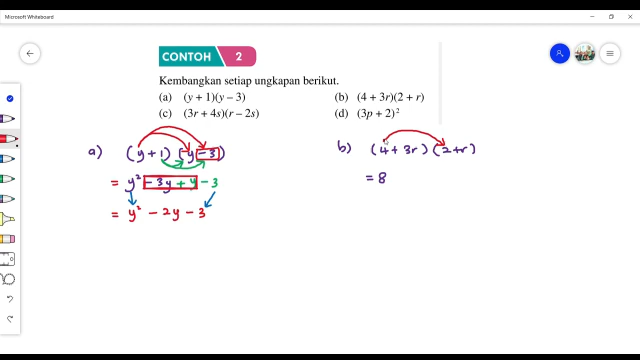 Microsoft Whiteboard
CONTOH 2
Kembangkan setiap ungkapan berikut.
(a) (y + 1)(y – 3) (b) (4 + 3r)(2 + r)
(c) (3r + 4s)(r – 2s) (d) (3p + 2)²
a) (y + 1) (y – 3)
= y² – 3y + y – 3
= y² – 2y – 3
b) (4 + 3r) (2 + r)
= 8